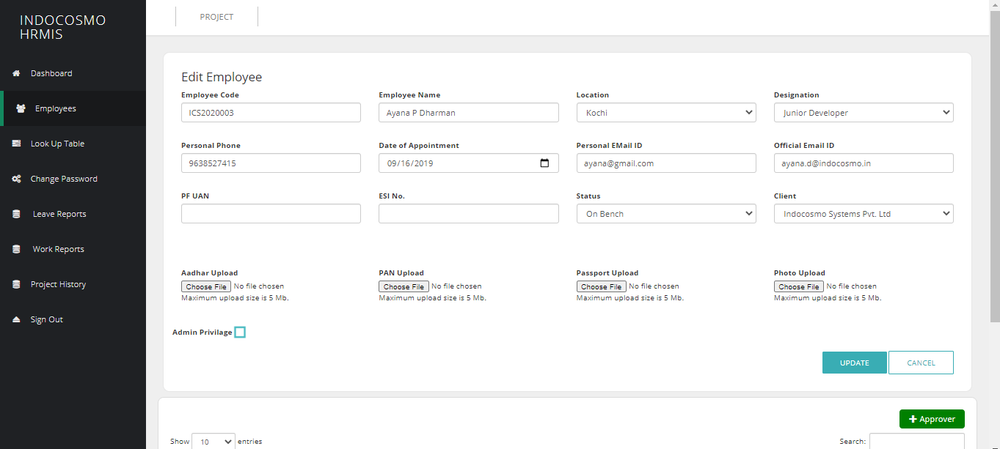 INDOCOSMO
HRMIS
PROJECT
Dashboard
Employees
Look Up Table
Change Password
Leave Reports
Work Reports
Project History
Sign Out
Edit Employee
Employee Code Employee Name Location Designation
ICS2020003 Ayana P Dharman Kochi Junior Developer
Personal Phone Date of Appointment Personal EMail ID Official Email ID
9638527415 09/16/2019 ayana@gmail.com ayana.d@indocosmo.in
PF UAN ESI No. Status Client
On Bench Indocosmo Systems Pvt. Ltd
Aadhar Upload PAN Upload Passport Upload Photo Upload
Choose File No file chosen Choose File No file chosen Choose File No file chosen Choose File No file chosen
Maximum upload size is 5 Mb. Maximum upload size is 5 Mb. Maximum upload size is 5 Mb. Maximum upload size is 5 Mb.
Admin Privilage
UPDATE CANCEL
+ Approver
Show 10 entries Search: